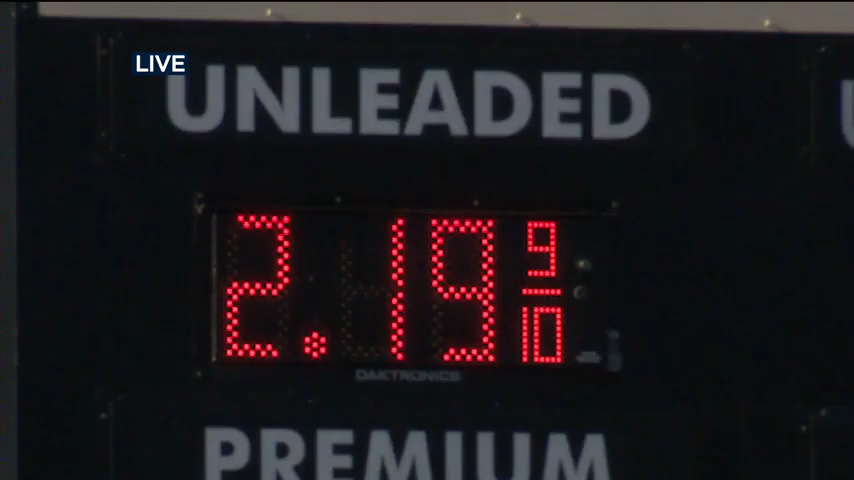 LIVE
UNLEADED
2.19 9/10
DAKTRONICS
PREMIUM